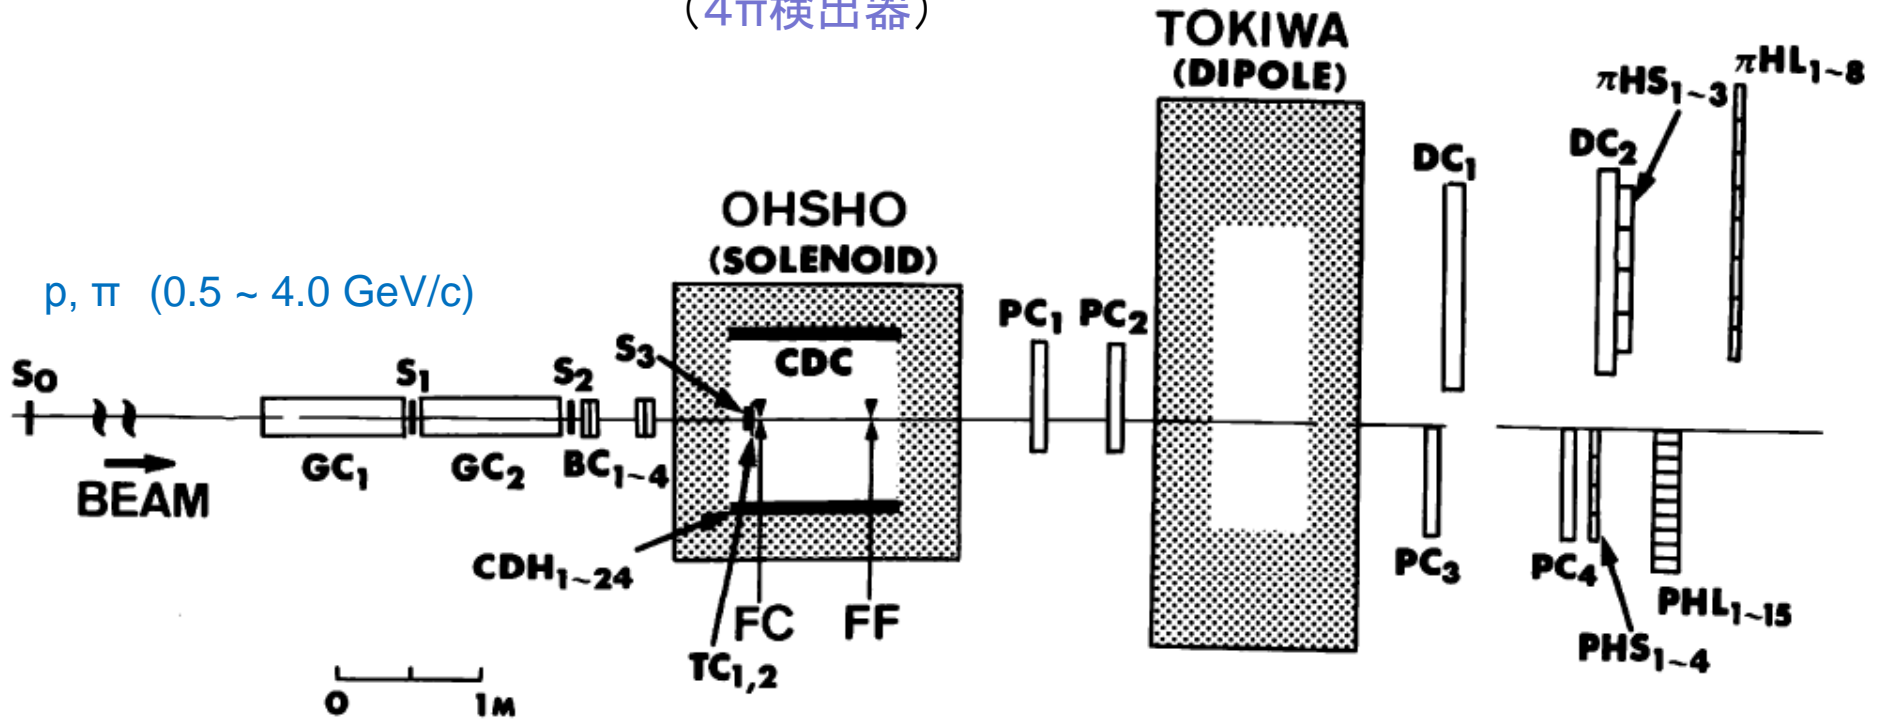 (4π検出器)
TOKIWA
(DIPOLE)
πHS1~3
πHL1~8
DC1
DC2
OHSHO
(SOLENOID)
p, π (0.5 ~ 4.0 GeV/c)
PC1
PC2
S3
CDC
S0
S1
S2
GC1
GC2
BC1~4
BEAM
CDH1~24
FC
FF
TC1,2
PC3
PC4
PHL1~15
PHS1~4
0
1M